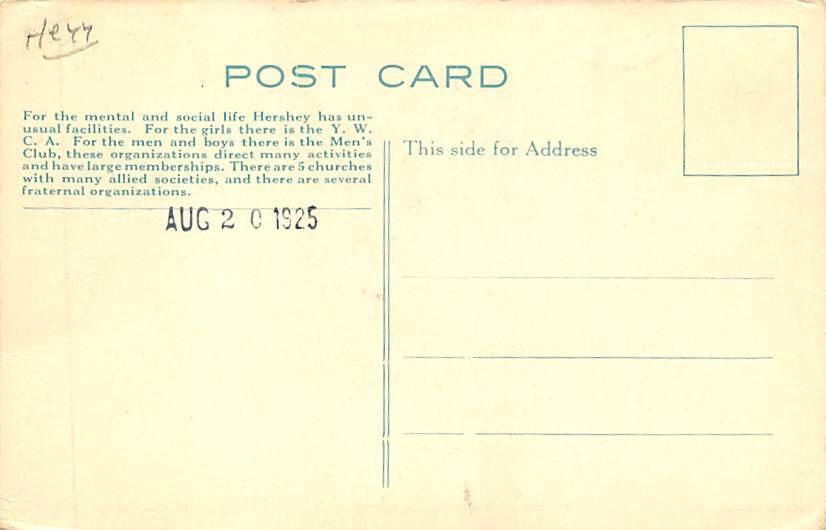 POST CARD
For the mental and social life Hershey has un-
usual facilities. For the girls there is the Y. W.
C. A. For the men and boys there is the Men's
Club, these organizations direct many activities
and have large memberships. There are 5 churches
with many allied societies, and there are several
fraternal organizations.
AUG 20 1925
This side for Address